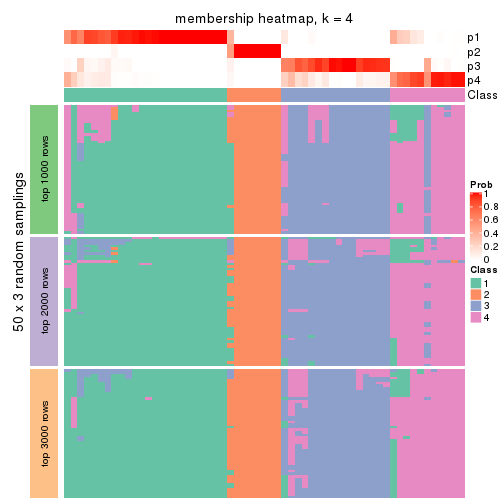 membership heatmap, k = 4
p1
p2
p3
p4
Class
50 x 3 random samplings
top 1000 rows
top 2000 rows
top 3000 rows
Prob
1
0.8
0.6
0.4
0.2
0
Class
1
2
3
4